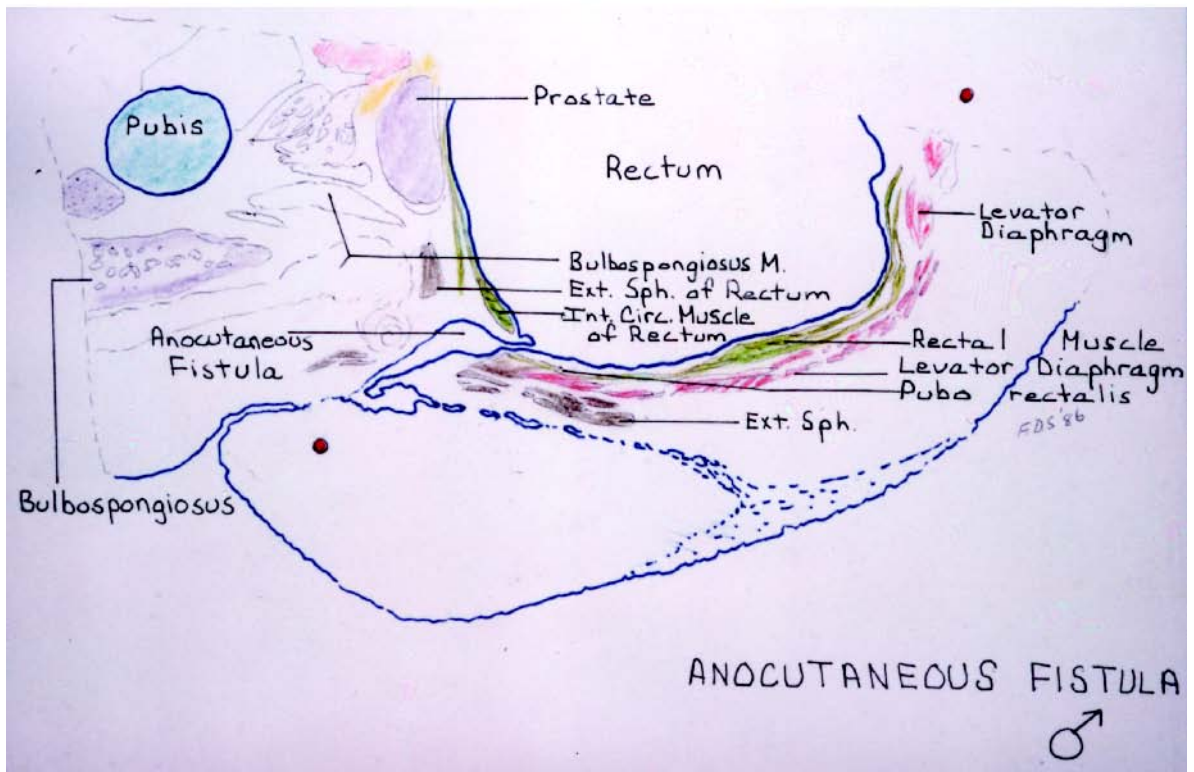 Pubis
Prostate
Rectum
Levator
Diaphragm
Bulbospongiosus M.
Ext. Sph. of Rectum
Int. Circ. Muscle
of Rectum
Anocutaneous
Fistula
Rectal Muscle
Levator Diaphragm
Pubo rectalis
Ext. Sph.
FDS '86
Bulbospongiosus
ANOCUTANEOUS FISTULA